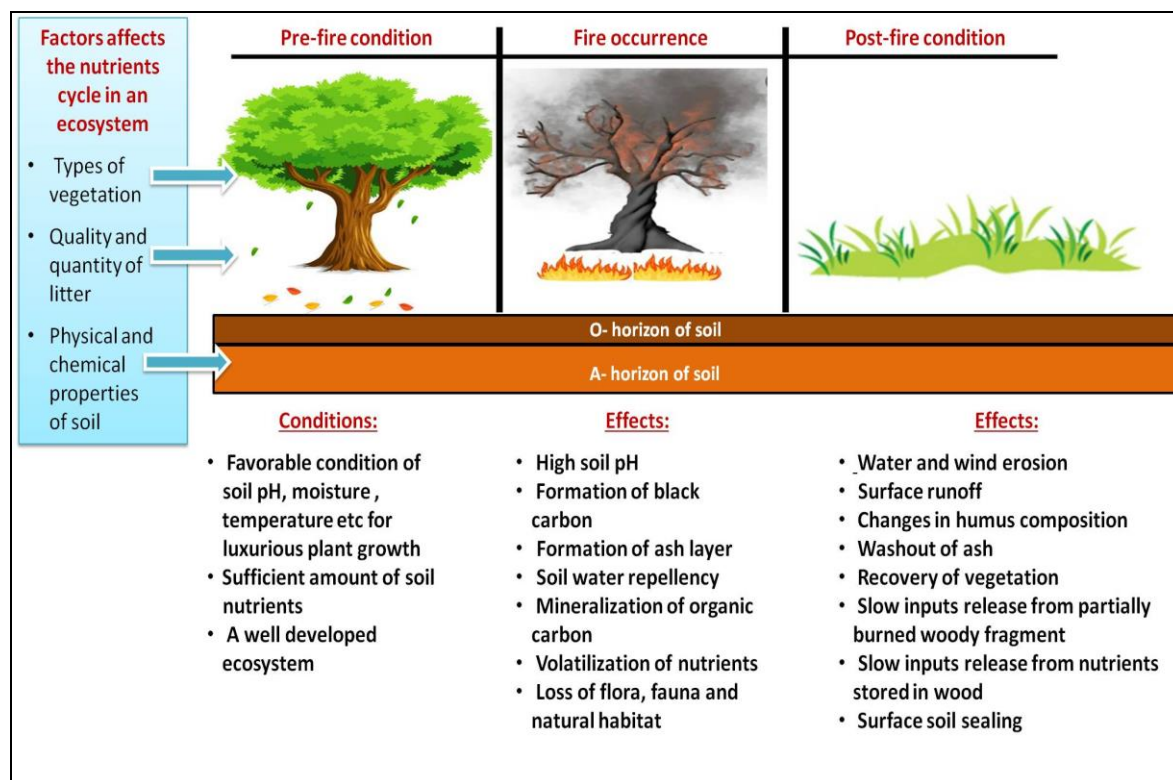 Factors affects
the nutrients
cycle in an
ecosystem
• Types of
vegetation
• Quality and
quantity of
litter
• Physical and
chemical
properties
of soil
Pre-fire condition
Fire occurrence
Post-fire condition
O- horizon of soil
A- horizon of soil
Conditions:
• Favorable condition of
soil pH, moisture ,
temperature etc for
luxurious plant growth
• Sufficient amount of soil
nutrients
• A well developed
ecosystem
Effects:
• High soil pH
• Formation of black
carbon
• Formation of ash layer
• Soil water repellency
• Mineralization of organic
carbon
• Volatilization of nutrients
• Loss of flora, fauna and
natural habitat
Effects:
• Water and wind erosion
• Surface runoff
• Changes in humus composition
• Washout of ash
• Recovery of vegetation
• Slow inputs release from partially
burned woody fragment
• Slow inputs release from nutrients
stored in wood
• Surface soil sealing